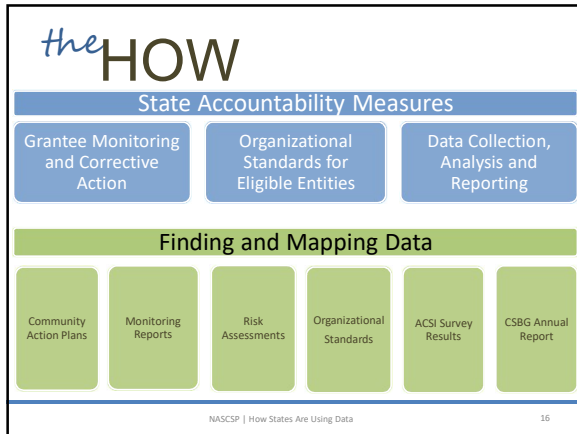 the HOW
State Accountability Measures
Grantee Monitoring
and Corrective
Action
Organizational
Standards for
Eligible Entities
Data Collection,
Analysis and
Reporting
Finding and Mapping Data
Community
Action Plans
Monitoring
Reports
Risk
Assessments
Organizational
Standards
ACSI Survey
Results
CSBG Annual
Report
NASCSP | How States Are Using Data
16